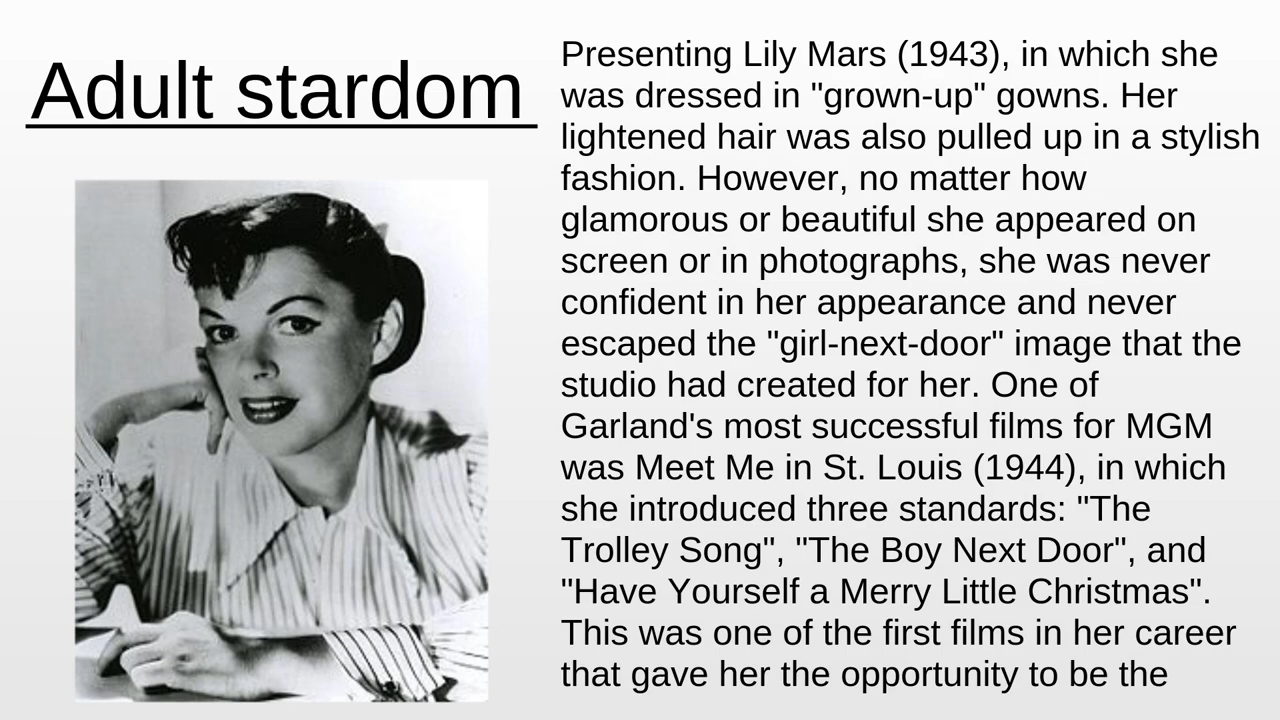 Adult stardom
Presenting Lily Mars (1943), in which she
was dressed in "grown-up" gowns. Her
lightened hair was also pulled up in a stylish
fashion. However, no matter how
glamorous or beautiful she appeared on
screen or in photographs, she was never
confident in her appearance and never
escaped the "girl-next-door" image that the
studio had created for her. One of
Garland's most successful films for MGM
was Meet Me in St. Louis (1944), in which
she introduced three standards: "The
Trolley Song", "The Boy Next Door", and
"Have Yourself a Merry Little Christmas".
This was one of the first films in her career
that gave her the opportunity to be the